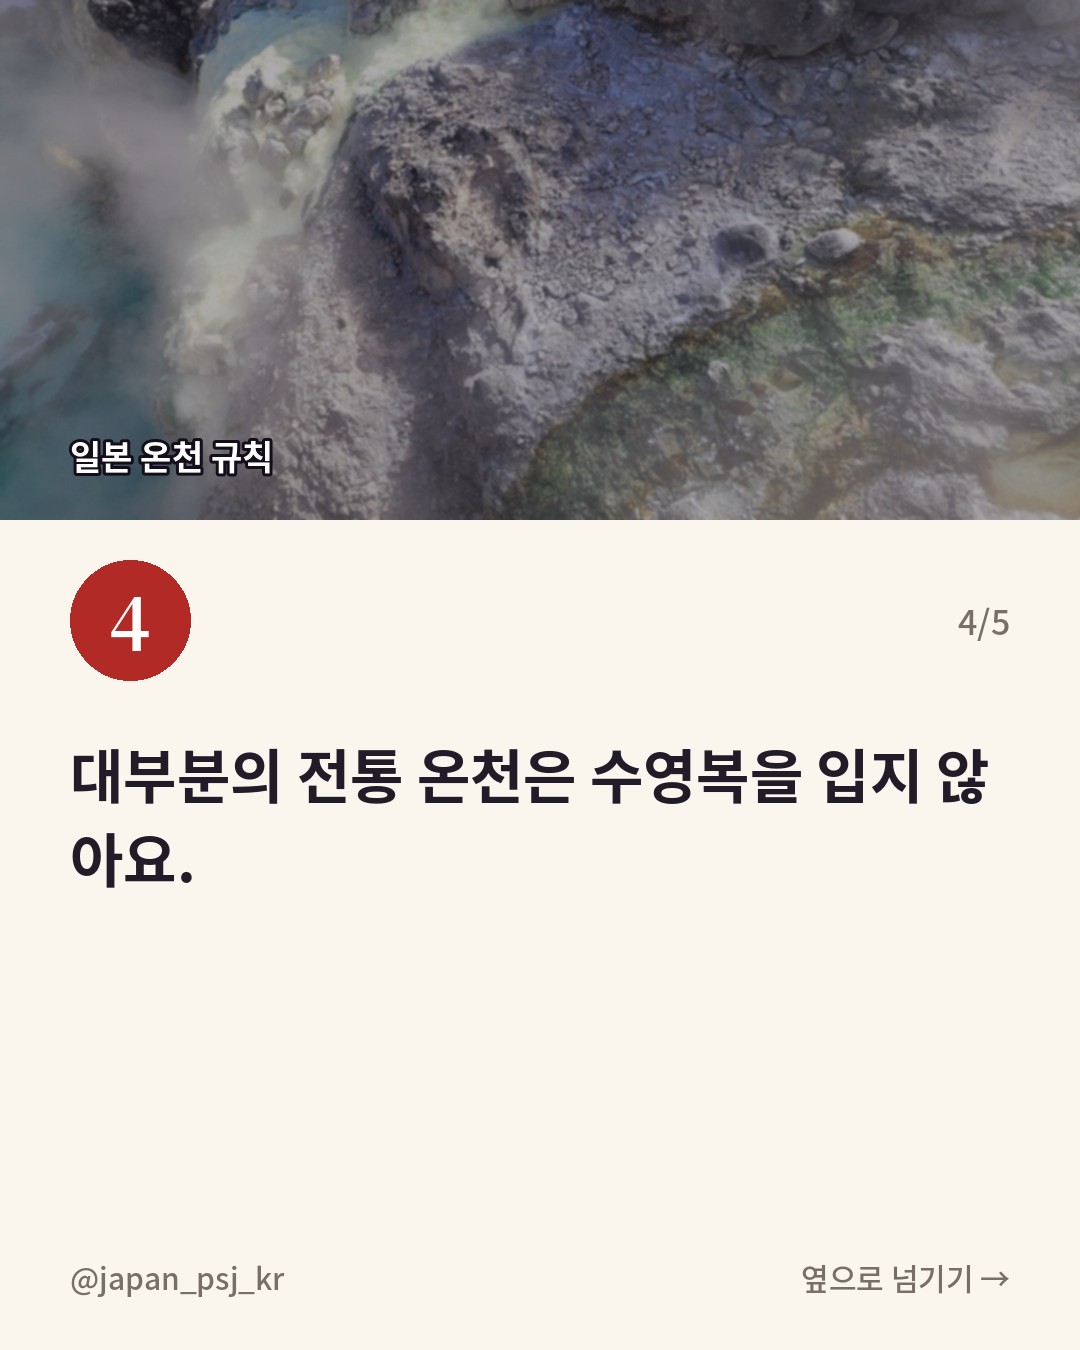 일본 온천 규칙
4
4/5
대부분의 전통 온천은 수영복을 입지 않
아요.
@japan_psj_kr
옆으로 넘기기 →